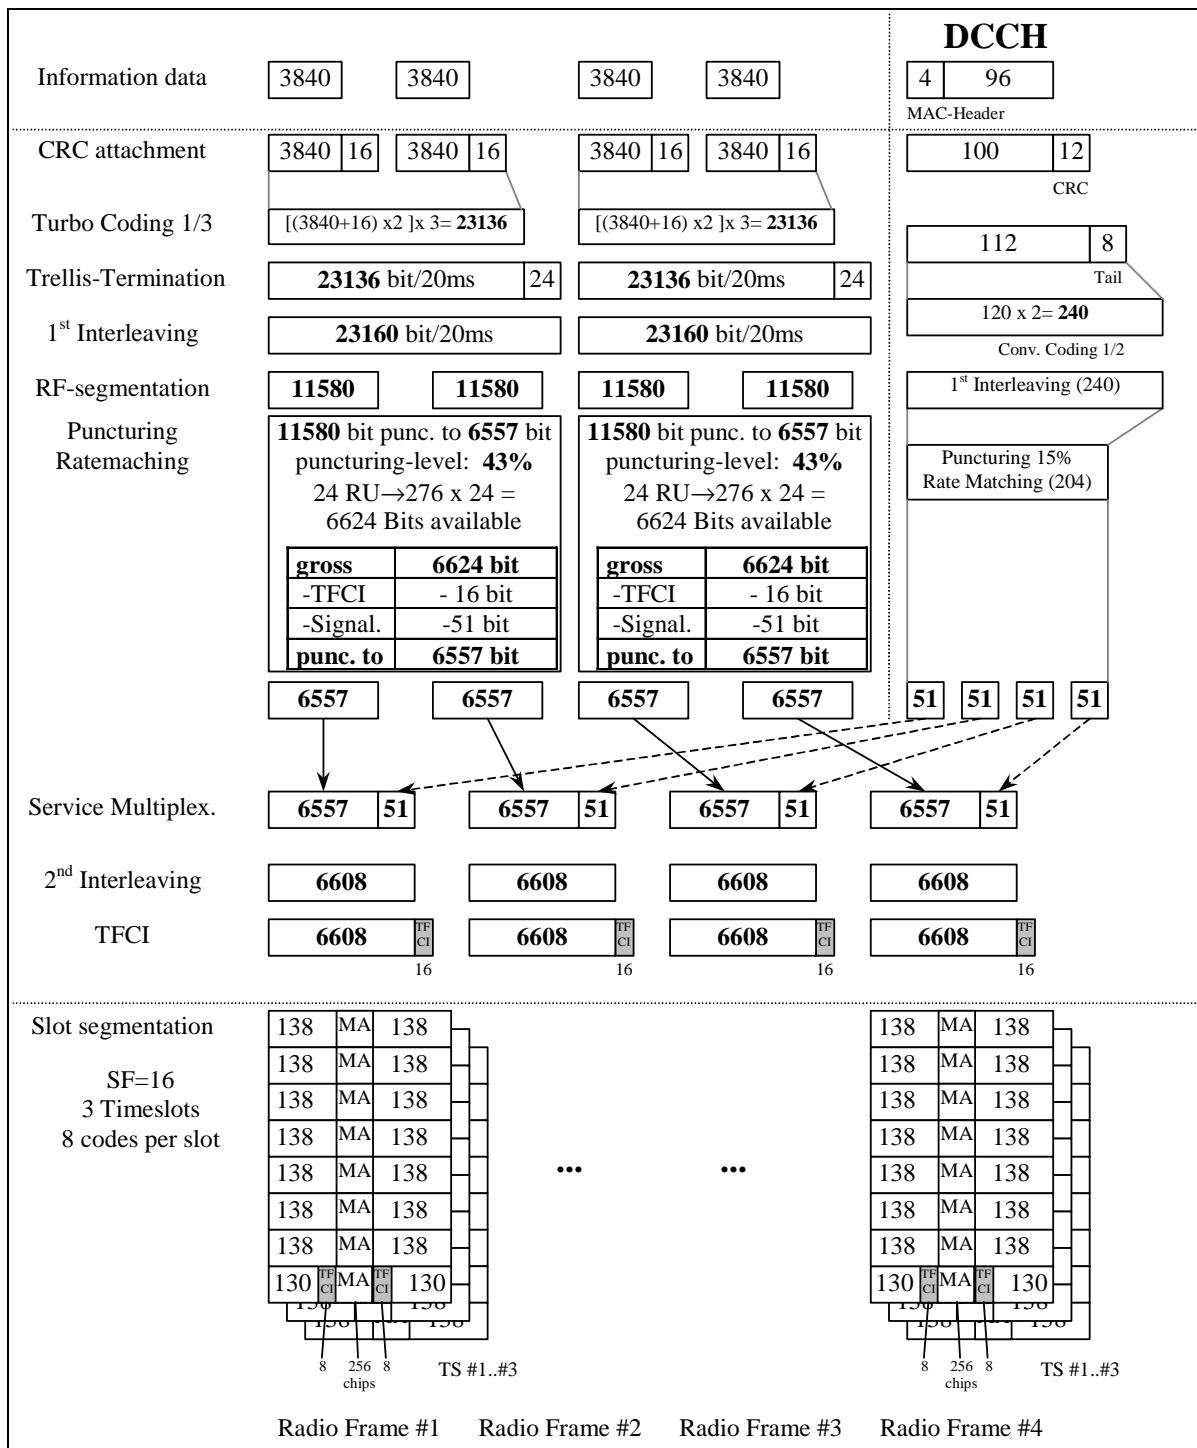 DCCH
Information data 3840 3840 3840 3840 4 96
MAC-Header
CRC attachment 3840 16 3840 16 3840 16 3840 16 100 12
CRC
Turbo Coding 1/3 [(3840+16) x2 ]x 3= 23136 [(3840+16) x2 ]x 3= 23136
112 8
Trellis-Termination 23136 bit/20ms 24 23136 bit/20ms 24
Tail
120 x 2= 240
1st Interleaving 23160 bit/20ms 23160 bit/20ms
Conv. Coding 1/2
RF-segmentation 11580 11580 11580 11580
1st Interleaving (240)
Puncturing
Ratemaching
11580 bit punc. to 6557 bit
puncturing-level: 43%
24 RU→276 x 24 =
6624 Bits available
gross 6624 bit
-TFCI - 16 bit
-Signal. -51 bit
punc. to 6557 bit
11580 bit punc. to 6557 bit
puncturing-level: 43%
24 RU→276 x 24 =
6624 Bits available
gross 6624 bit
-TFCI - 16 bit
-Signal. -51 bit
punc. to 6557 bit
Puncturing 15%
Rate Matching (204)
6557 6557 6557 6557 51 51 51 51
Service Multiplex. 6557 51 6557 51 6557 51 6557 51
2nd Interleaving 6608 6608 6608 6608
TFCI 6608 TF CI 6608 TF CI 6608 TF CI 6608 TF CI
16 16 16 16
Slot segmentation
SF=16
3 Timeslots
8 codes per slot
138 MA 138
138 MA 138
138 MA 138
138 MA 138
138 MA 138
138 MA 138
138 MA 138
130 TF CI MA TF CI 130
8 256 8
chips
TS #1..#3
... ...
138 MA 138
138 MA 138
138 MA 138
138 MA 138
138 MA 138
138 MA 138
138 MA 138
130 TF CI MA TF CI 130
8 256 8
chips
TS #1..#3
Radio Frame #1 Radio Frame #2 Radio Frame #3 Radio Frame #4